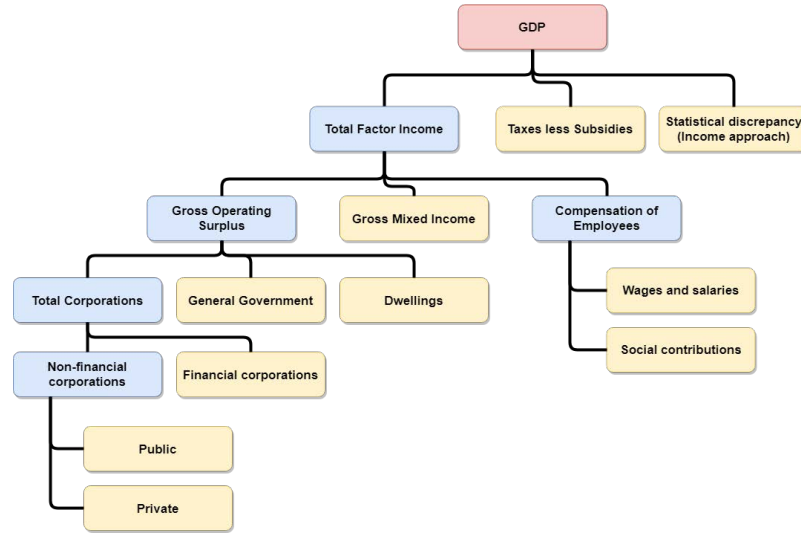 GDP
Total Factor Income
Taxes less Subsidies
Statistical discrepancy
(Income approach)
Gross Operating
Surplus
Gross Mixed Income
Compensation of
Employees
Total Corporations
General Government
Dwellings
Wages and salaries
Social contributions
Non-financial
corporations
Financial corporations
Public
Private